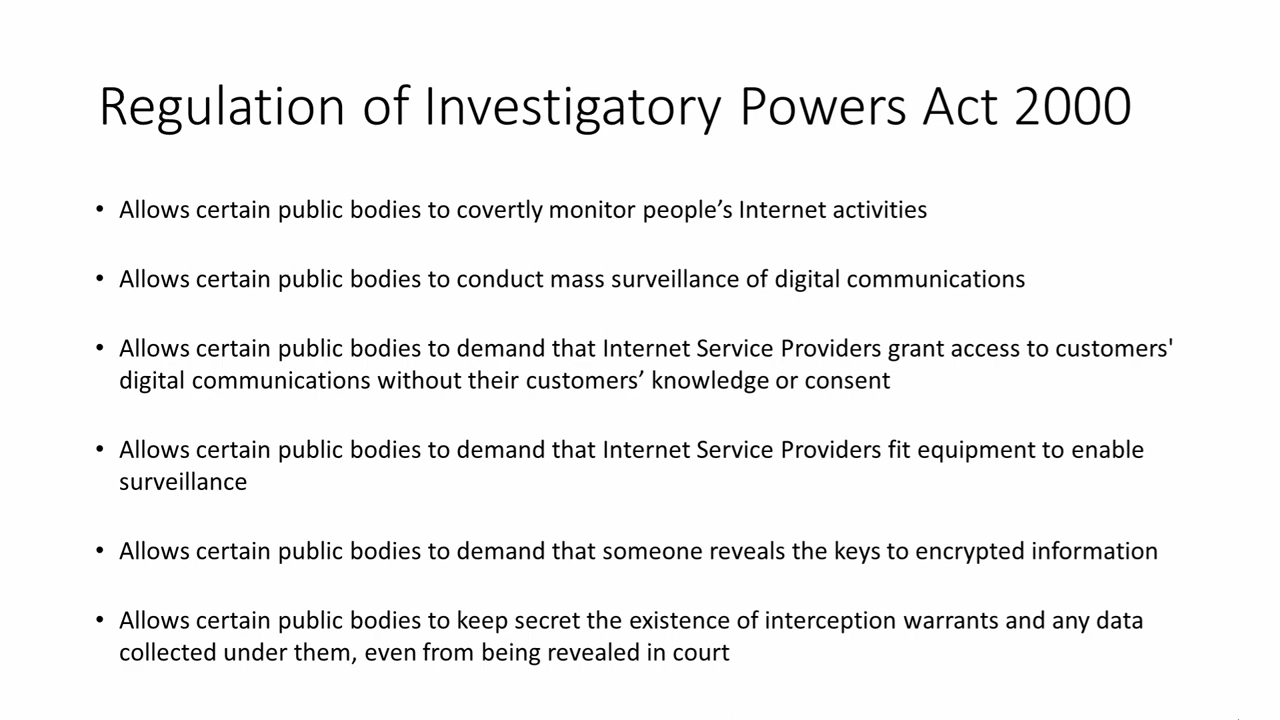 Regulation of Investigatory Powers Act 2000
• Allows certain public bodies to covertly monitor people’s Internet activities
• Allows certain public bodies to conduct mass surveillance of digital communications
• Allows certain public bodies to demand that Internet Service Providers grant access to customers'
digital communications without their customers’ knowledge or consent
• Allows certain public bodies to demand that Internet Service Providers fit equipment to enable
surveillance
• Allows certain public bodies to demand that someone reveals the keys to encrypted information
• Allows certain public bodies to keep secret the existence of interception warrants and any data
collected under them, even from being revealed in court